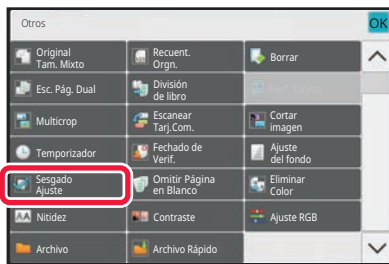 Otros
OK
Original
Tam. Mixto
Recuent.
Orgn.
Borrar
Esc. Pág. Dual
División
de libro
Multicrop
Escanear
Tarj.Com.
Cortar
imagen
Temporizador
Fechado de
Verif.
Ajuste
del fondo
Sesgado
Ajuste
Omitir Página
en Blanco
Eliminar
Color
Nitidez
Contraste
Ajuste RGB
Archivo
Archivo Rápido